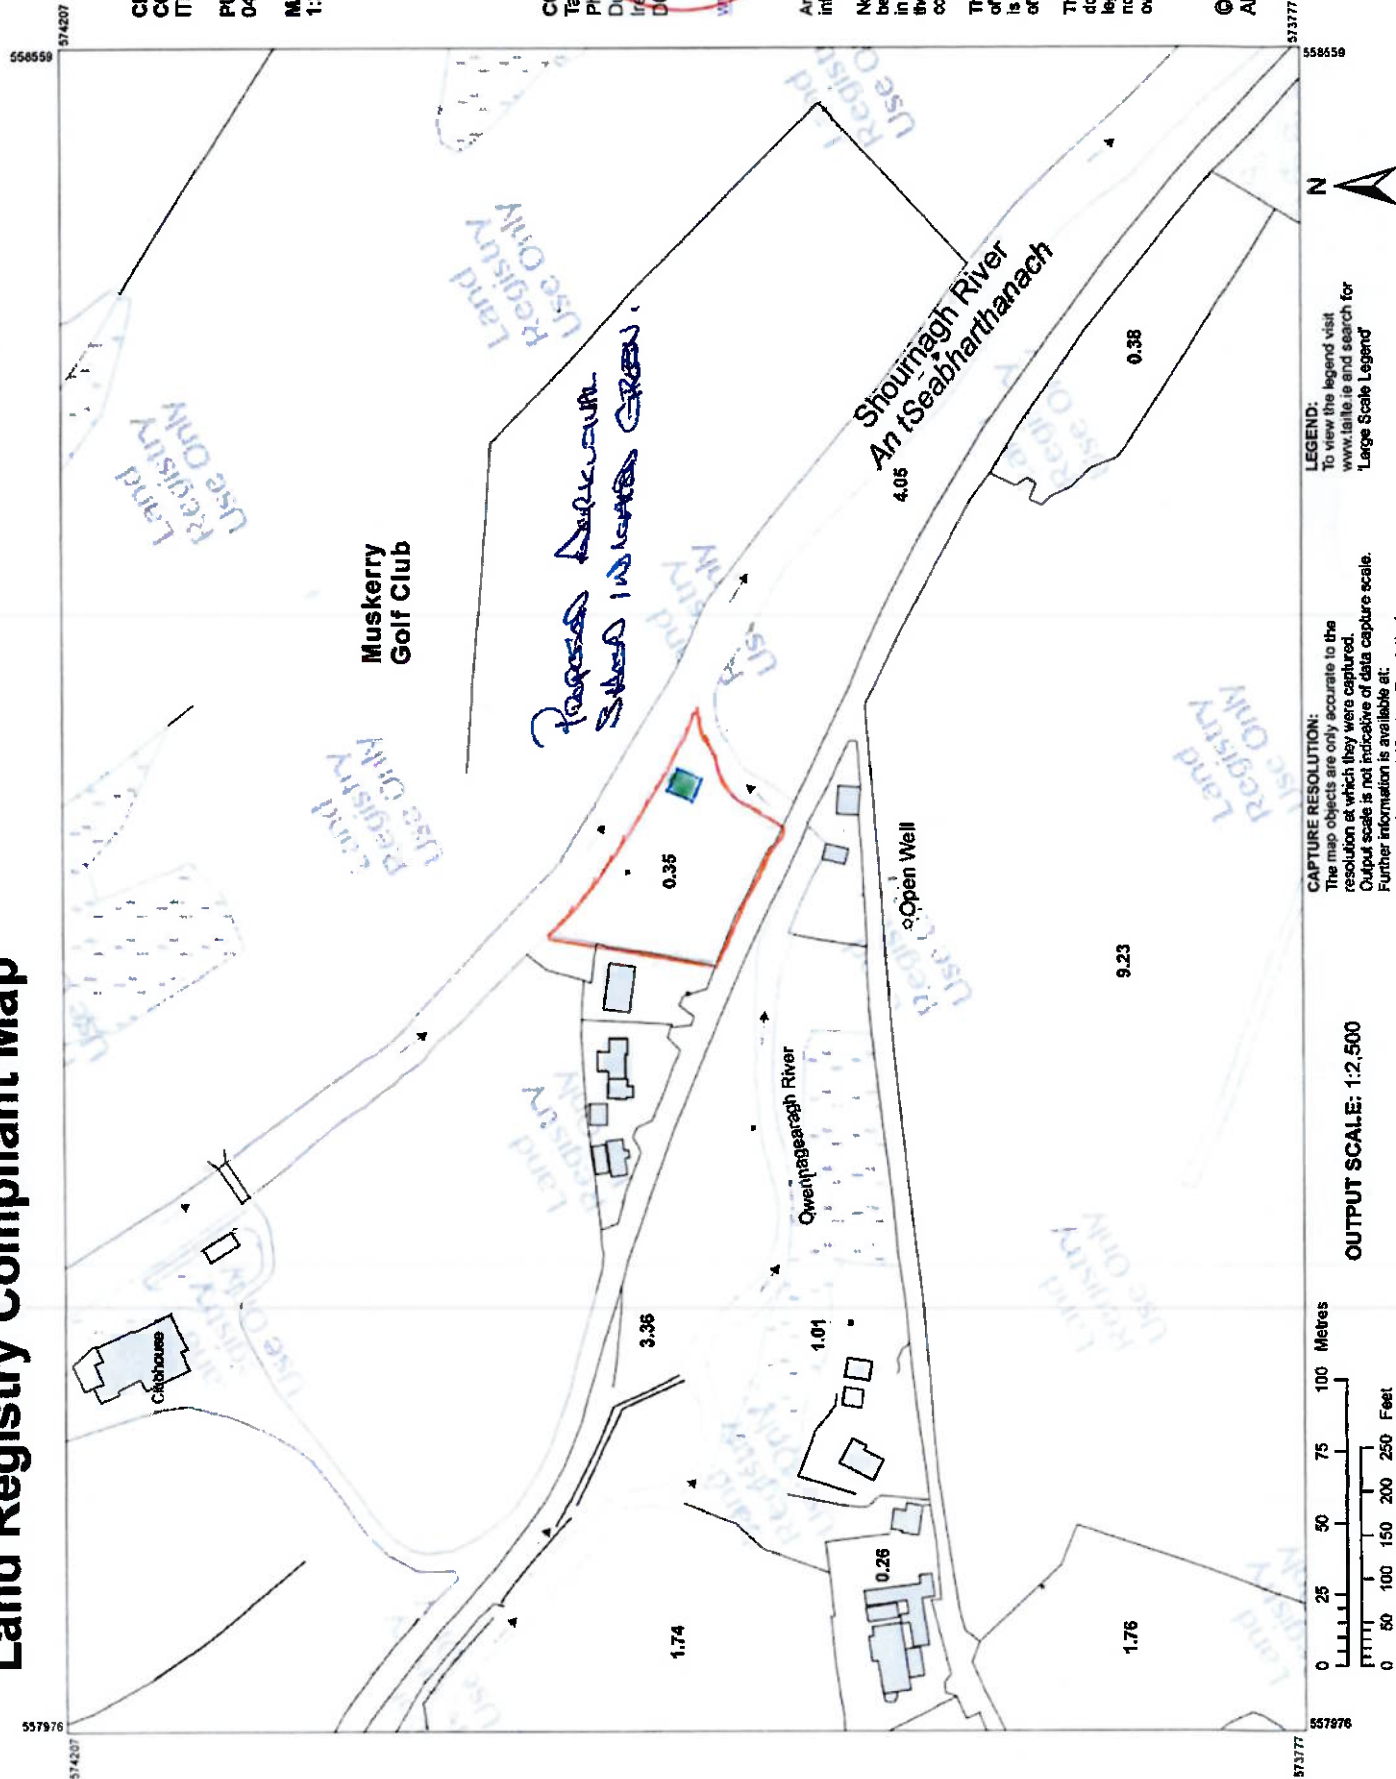 Land Registry Compliant Map
574207
558559
574207
557976
Muskerry
Golf Club
PROPOSED AGRICULTURAL
SHED INDICATED GREEN.
Clubhouse
0.35
Shournagh River
An tSeabharthanach
4.05
0.38
Open Well
Owennagearagh River
3.36
1.01
9.23
0.26
1.74
1.76
Land
Registry
Use Only
573777
558559
573777
557976
N
0 25 50 75 100 Metres
0 50 100 150 200 250 Feet
OUTPUT SCALE: 1:2,500
CAPTURE RESOLUTION:
The map objects are only accurate to the
resolution at which they were captured.
Output scale is not indicative of data capture scale.
Further information is available at:
LEGEND:
To view the legend visit
www.tailte.ie and search for
'Large Scale Legend'